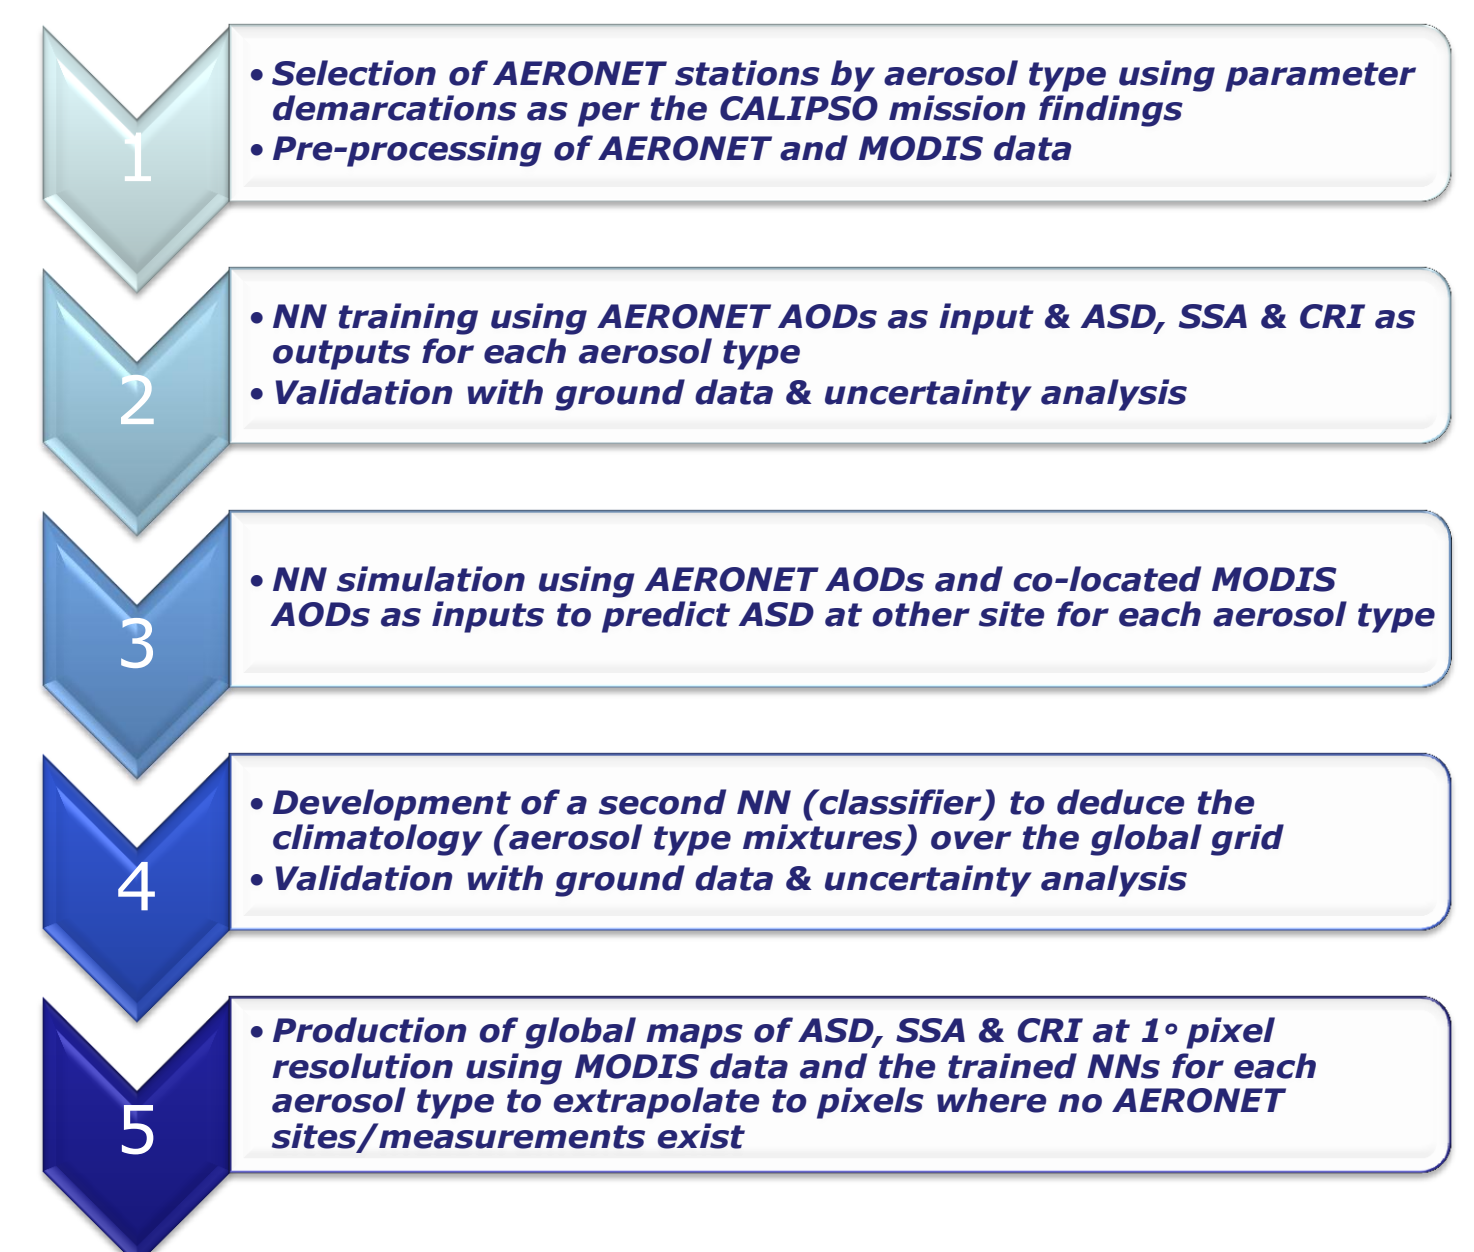 1
• Selection of AERONET stations by aerosol type using parameter
demarcations as per the CALIPSO mission findings
• Pre-processing of AERONET and MODIS data
2
• NN training using AERONET AODs as input & ASD, SSA & CRI as
outputs for each aerosol type
• Validation with ground data & uncertainty analysis
3
• NN simulation using AERONET AODs and co-located MODIS
AODs as inputs to predict ASD at other site for each aerosol type
4
• Development of a second NN (classifier) to deduce the
climatology (aerosol type mixtures) over the global grid
• Validation with ground data & uncertainty analysis
5
• Production of global maps of ASD, SSA & CRI at 1° pixel
resolution using MODIS data and the trained NNs for each
aerosol type to extrapolate to pixels where no AERONET
sites/measurements exist